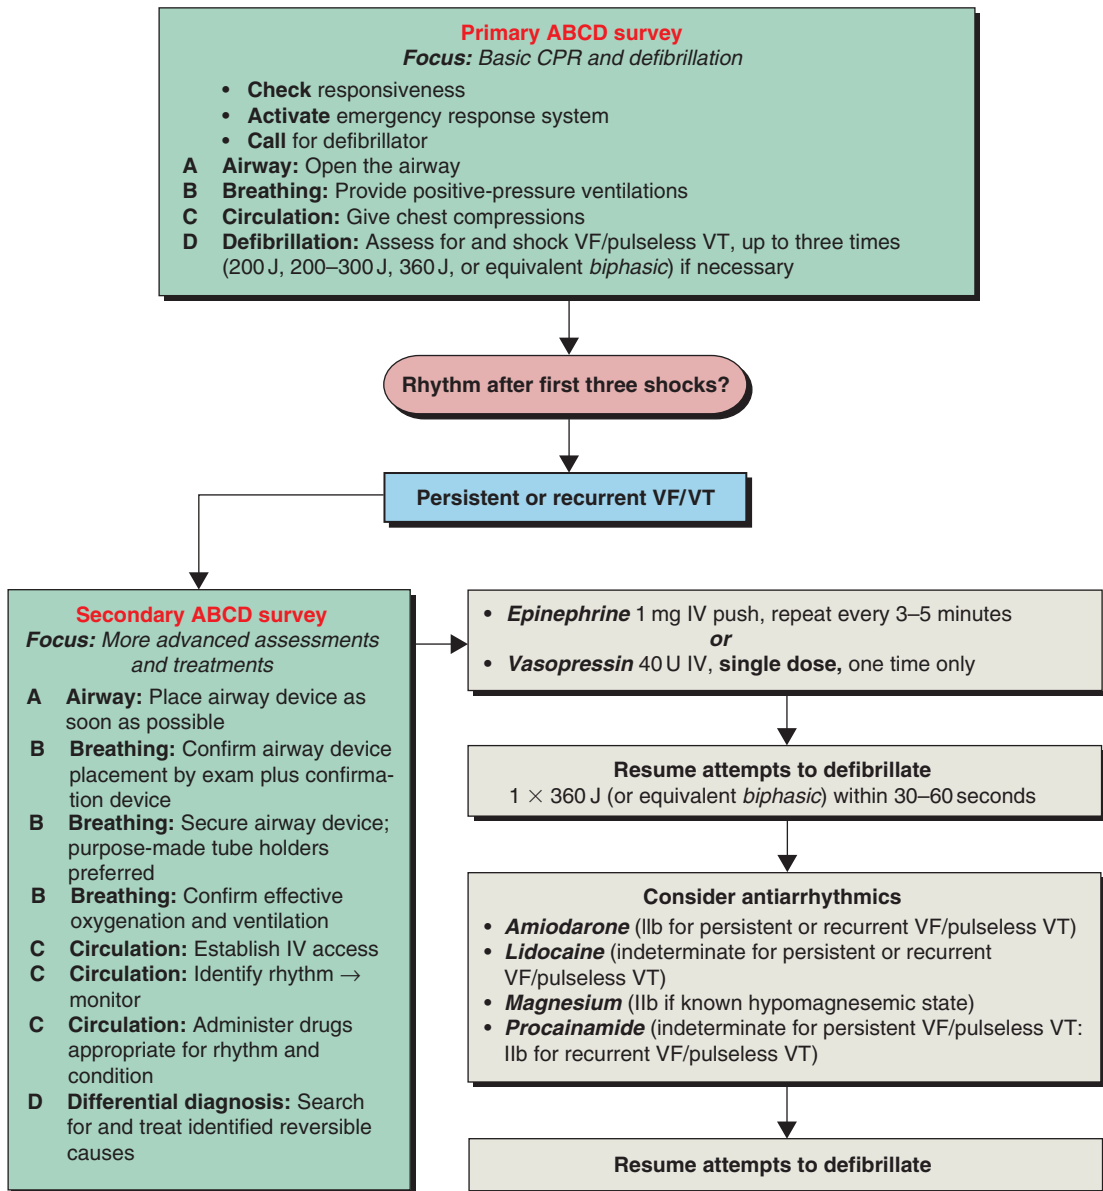 Primary ABCD survey
Focus: Basic CPR and defibrillation
• Check responsiveness
• Activate emergency response system
• Call for defibrillator
A Airway: Open the airway
B Breathing: Provide positive-pressure ventilations
C Circulation: Give chest compressions
D Defibrillation: Assess for and shock VF/pulseless VT, up to three times
(200 J, 200–300 J, 360 J, or equivalent biphasic) if necessary
Rhythm after first three shocks?
Persistent or recurrent VF/VT
Secondary ABCD survey
Focus: More advanced assessments
and treatments
A Airway: Place airway device as
soon as possible
B Breathing: Confirm airway device
placement by exam plus confirma-
tion device
B Breathing: Secure airway device;
purpose-made tube holders
preferred
B Breathing: Confirm effective
oxygenation and ventilation
C Circulation: Establish IV access
C Circulation: Identify rhythm →
monitor
C Circulation: Administer drugs
appropriate for rhythm and
condition
D Differential diagnosis: Search
for and treat identified reversible
causes
• Epinephrine 1 mg IV push, repeat every 3–5 minutes
or
• Vasopressin 40 U IV, single dose, one time only
Resume attempts to defibrillate
1 × 360 J (or equivalent biphasic) within 30–60 seconds
Consider antiarrhythmics
• Amiodarone (IIb for persistent or recurrent VF/pulseless VT)
• Lidocaine (indeterminate for persistent or recurrent
VF/pulseless VT)
• Magnesium (IIb if known hypomagnesemic state)
• Procainamide (indeterminate for persistent VF/pulseless VT:
IIb for recurrent VF/pulseless VT)
Resume attempts to defibrillate